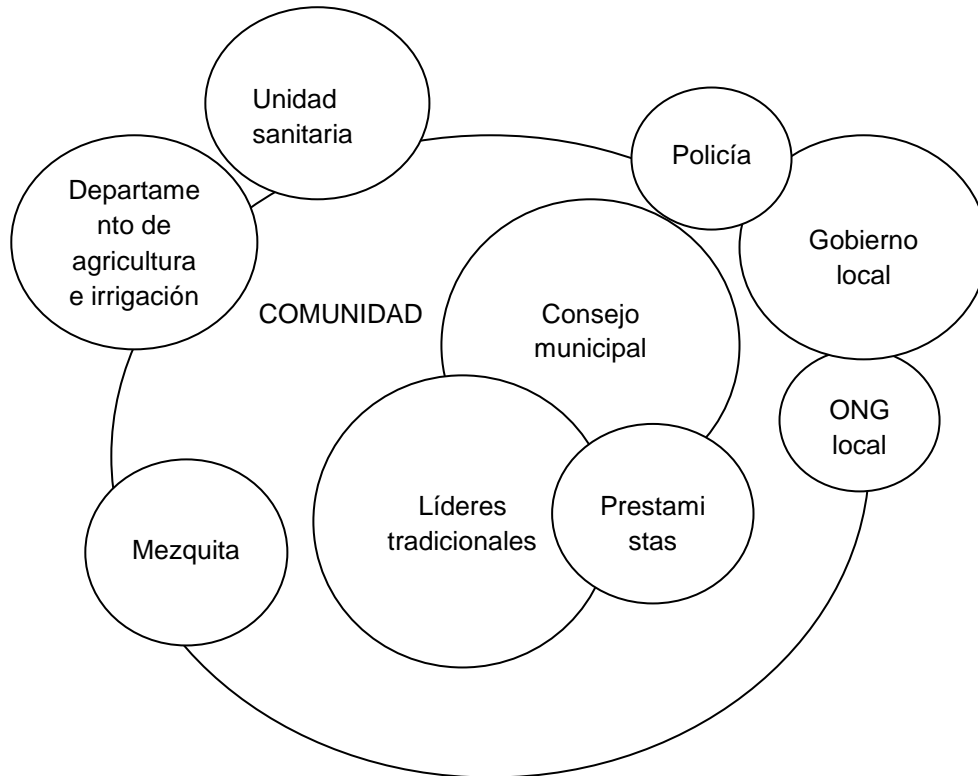 Unidad
sanitaria
Policía
Departame
nto de
agricultura
e irrigación
Gobierno
local
COMUNIDAD
Consejo
municipal
ONG
local
Líderes
tradicionales
Prestami
stas
Mezquita